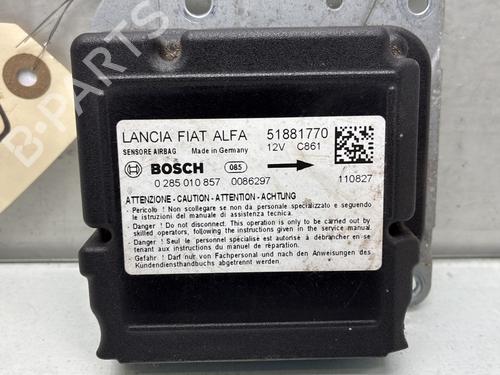 LANCIA FIAT ALFA 51881770
SENSORE AIRBAG Made in Germany 12V C861
BOSCH 085
0 285 010 857 0086297 110827
ATTENZIONE - CAUTION - ATTENTION - ACHTUNG
- Pericolo ! Non scollegare se non da personale specializzato e seguendo
le istruzioni del manuale di assistenza tecnica.
- Danger ! Do not disconnect. This operation is only to be carried out by
skilled operators, following the instructions given in the service manual.
- Danger ! Seul le personnel spécialisé est autorisé à débrancher en se
tenant aux instructions du manuel de réparation.
- Gefahr ! Darf nur von Fachpersonal und nach den Anweisungen des
Kundendiensthandbuchs abgetrennt werden.